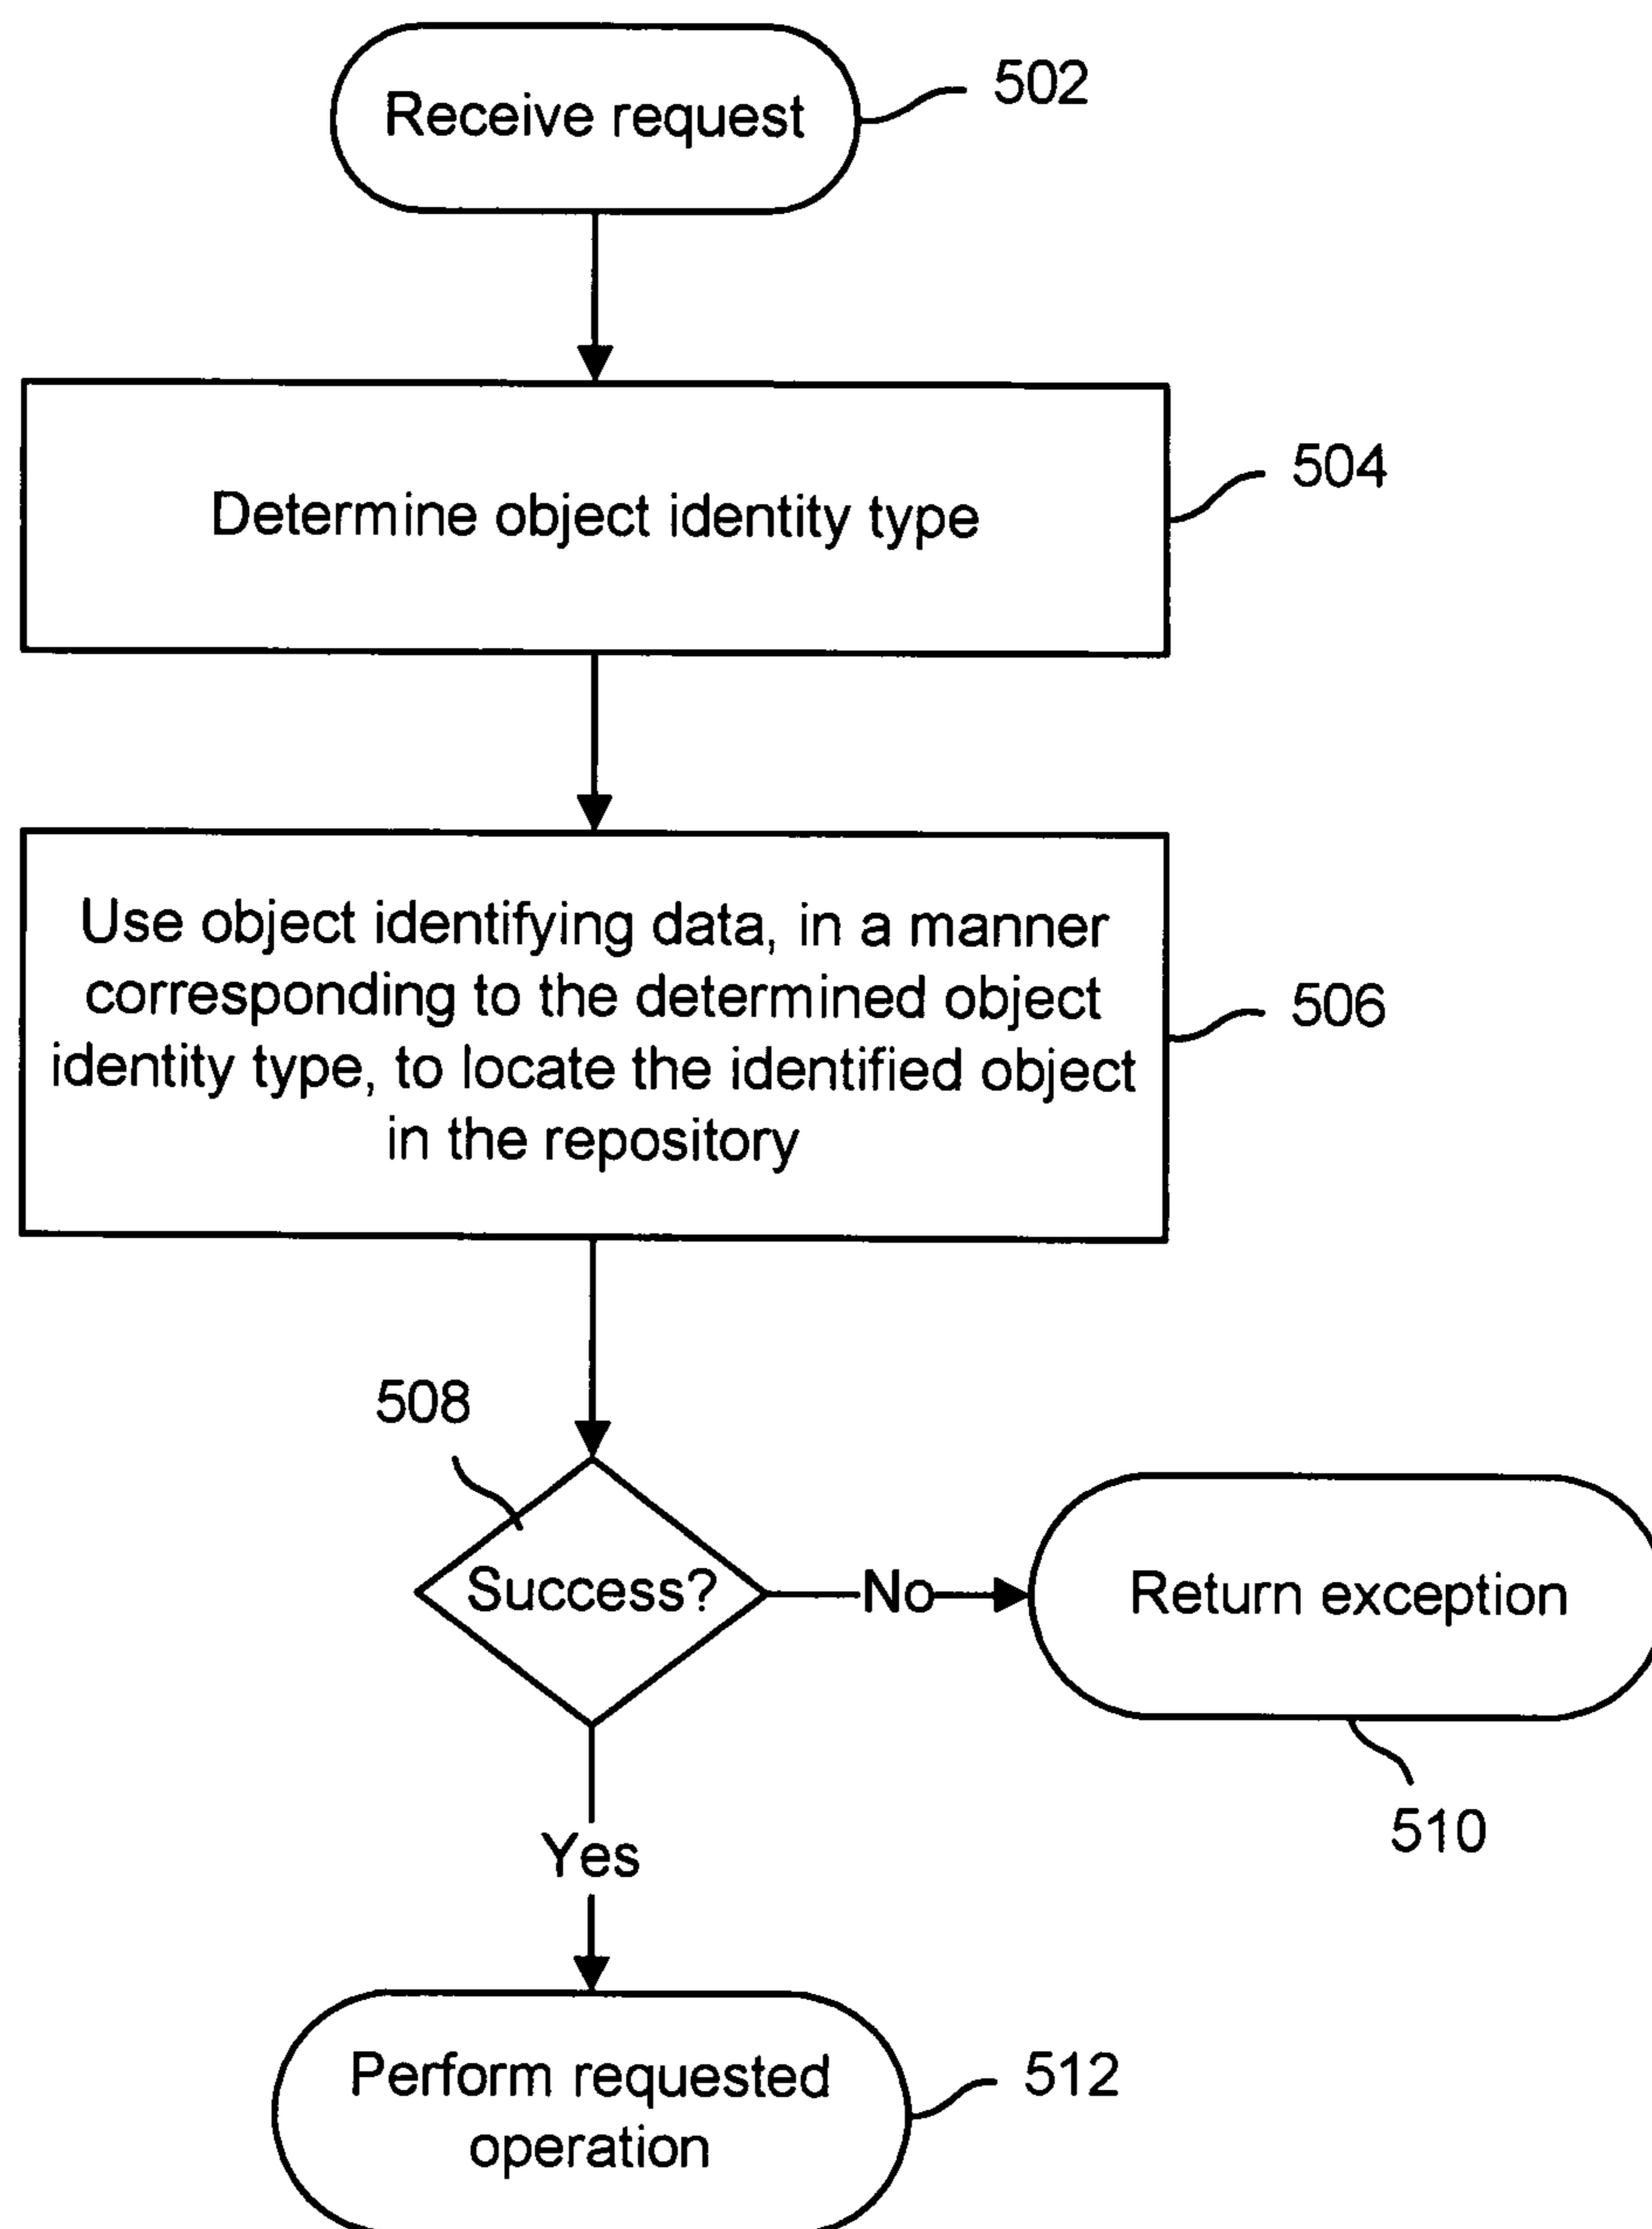 Receive request
502
Determine object identity type
504
Use object identifying data, in a manner
corresponding to the determined object
identity type, to locate the identified object
in the repository
506
508
Success?
No
Return exception
510
Yes
Perform requested
operation
512